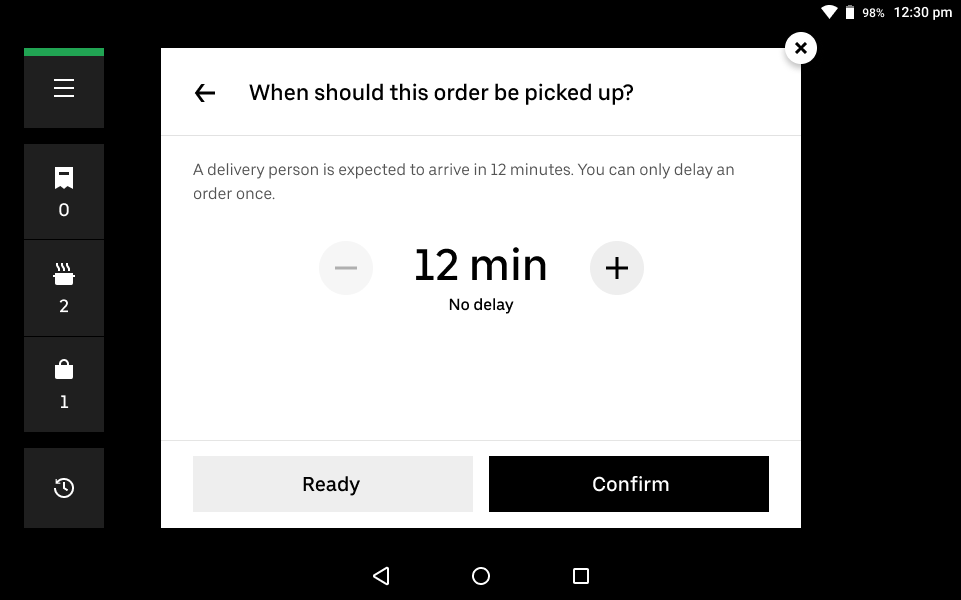 98% 12:30 pm
When should this order be picked up?
A delivery person is expected to arrive in 12 minutes. You can only delay an
order once.
0
12 min
No delay
2
1
Ready
Confirm